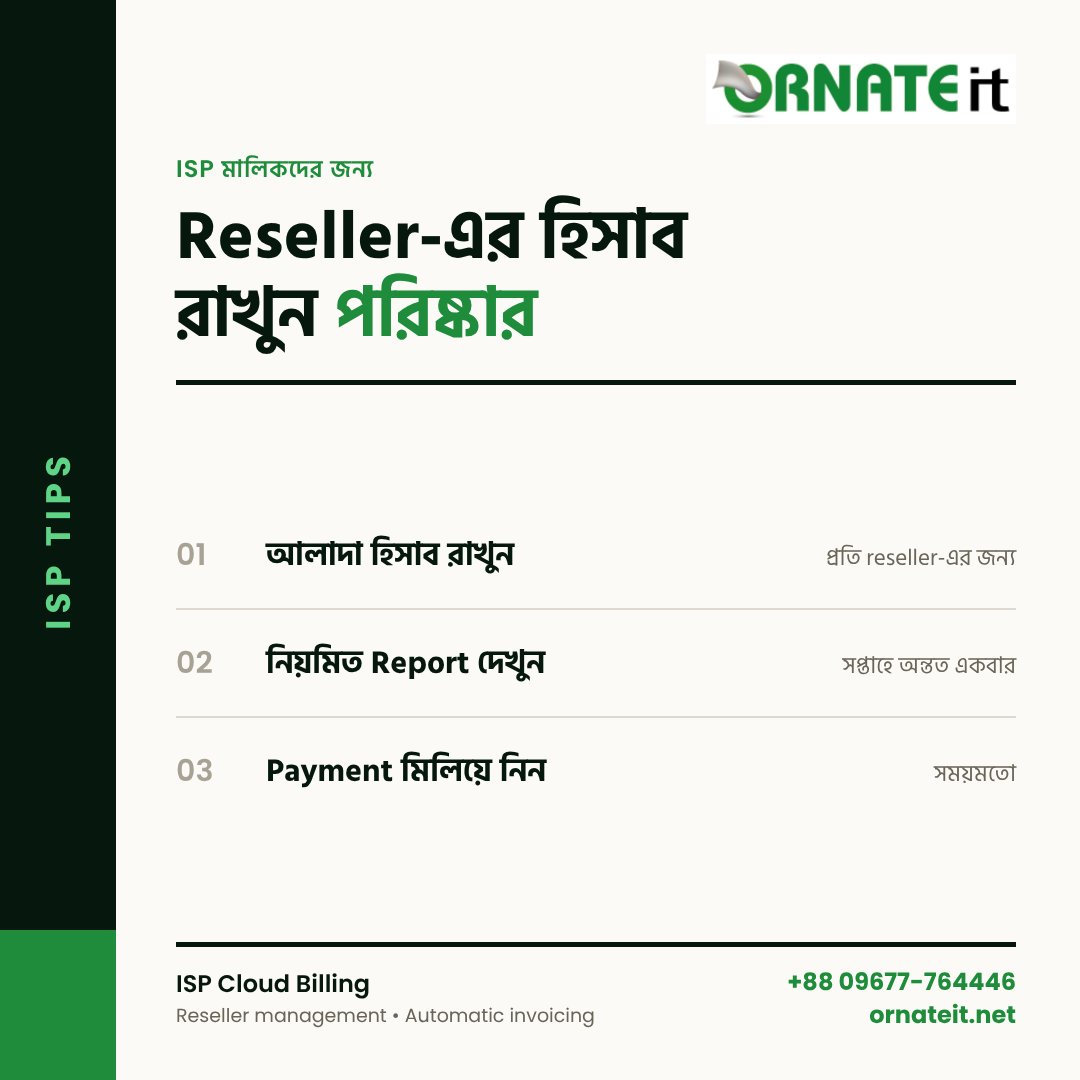 ORNATE it
ISP মালিকদের জন্য
Reseller-এর হিসাব
রাখুন পরিষ্কার
ISP TIPS
01 আলাদা হিসাব রাখুন প্রতি reseller-এর জন্য
02 নিয়মিত Report দেখুন সপ্তাহে অন্তত একবার
03 Payment মিলিয়ে নিন সময়মতো
ISP Cloud Billing +88 09677-764446
Reseller management • Automatic invoicing ornateit.net